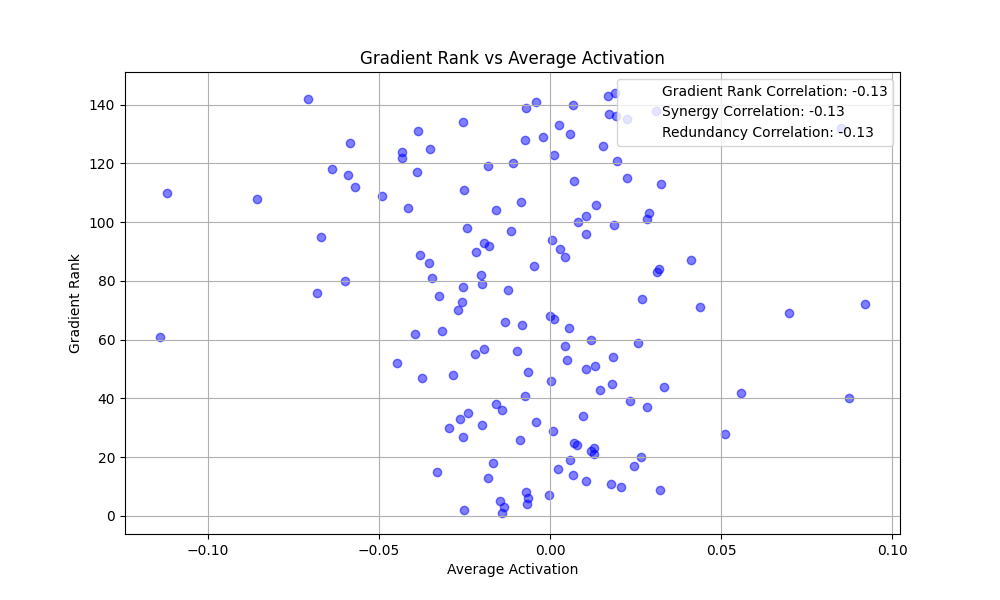 Gradient Rank vs Average Activation
Gradient Rank Correlation: -0.13
Synergy Correlation: -0.13
Redundancy Correlation: -0.13
140
120
100
80
60
40
20
0
Gradient Rank
−0.10 −0.05 0.00 0.05 0.10
Average Activation